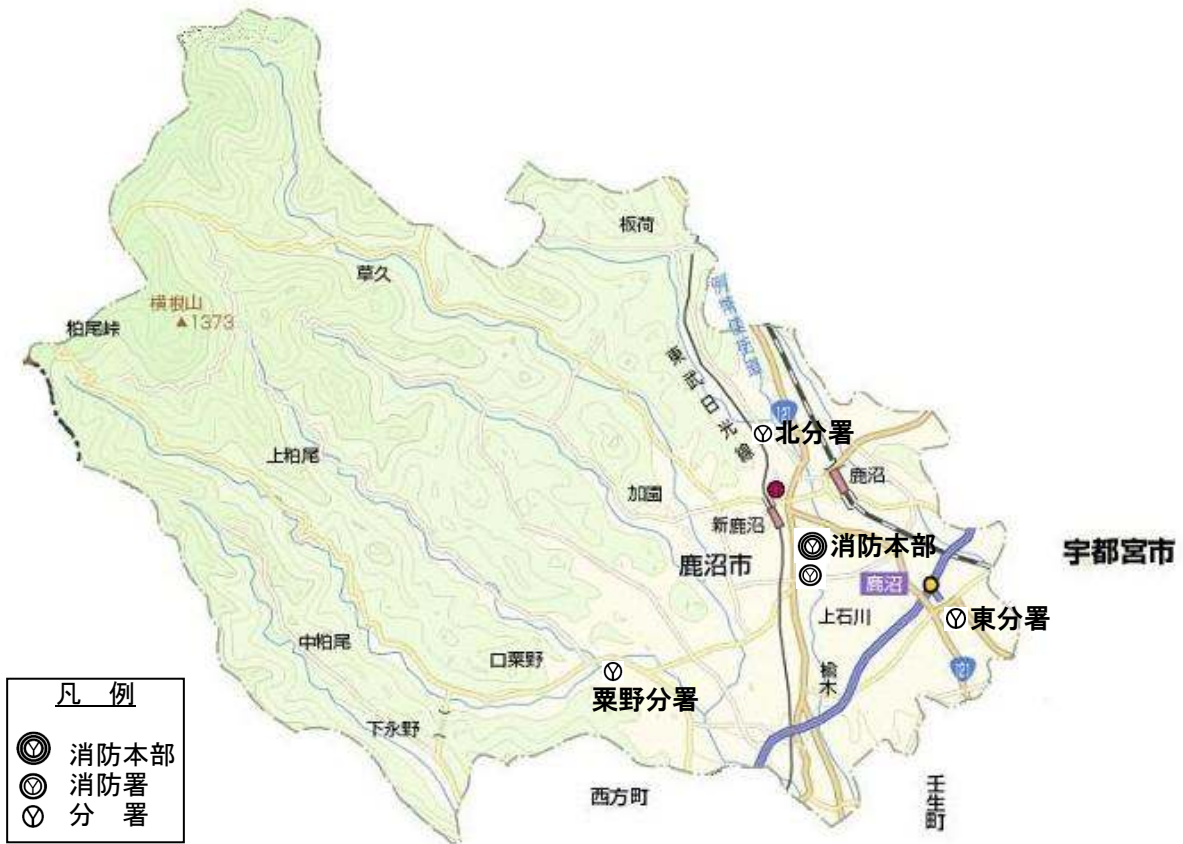 板荷
草久
横根山
▲1373
粕尾峠
東武日光線
121
北分署
上粕尾
鹿沼
加園
新鹿沼
消防本部
鹿沼市
宇都宮市
鹿沼
上石川
東分署
中粕尾
口粟野
粟野分署
楡木
121
下永野
西方町
壬生町
凡 例
消防本部
消防署
分 署